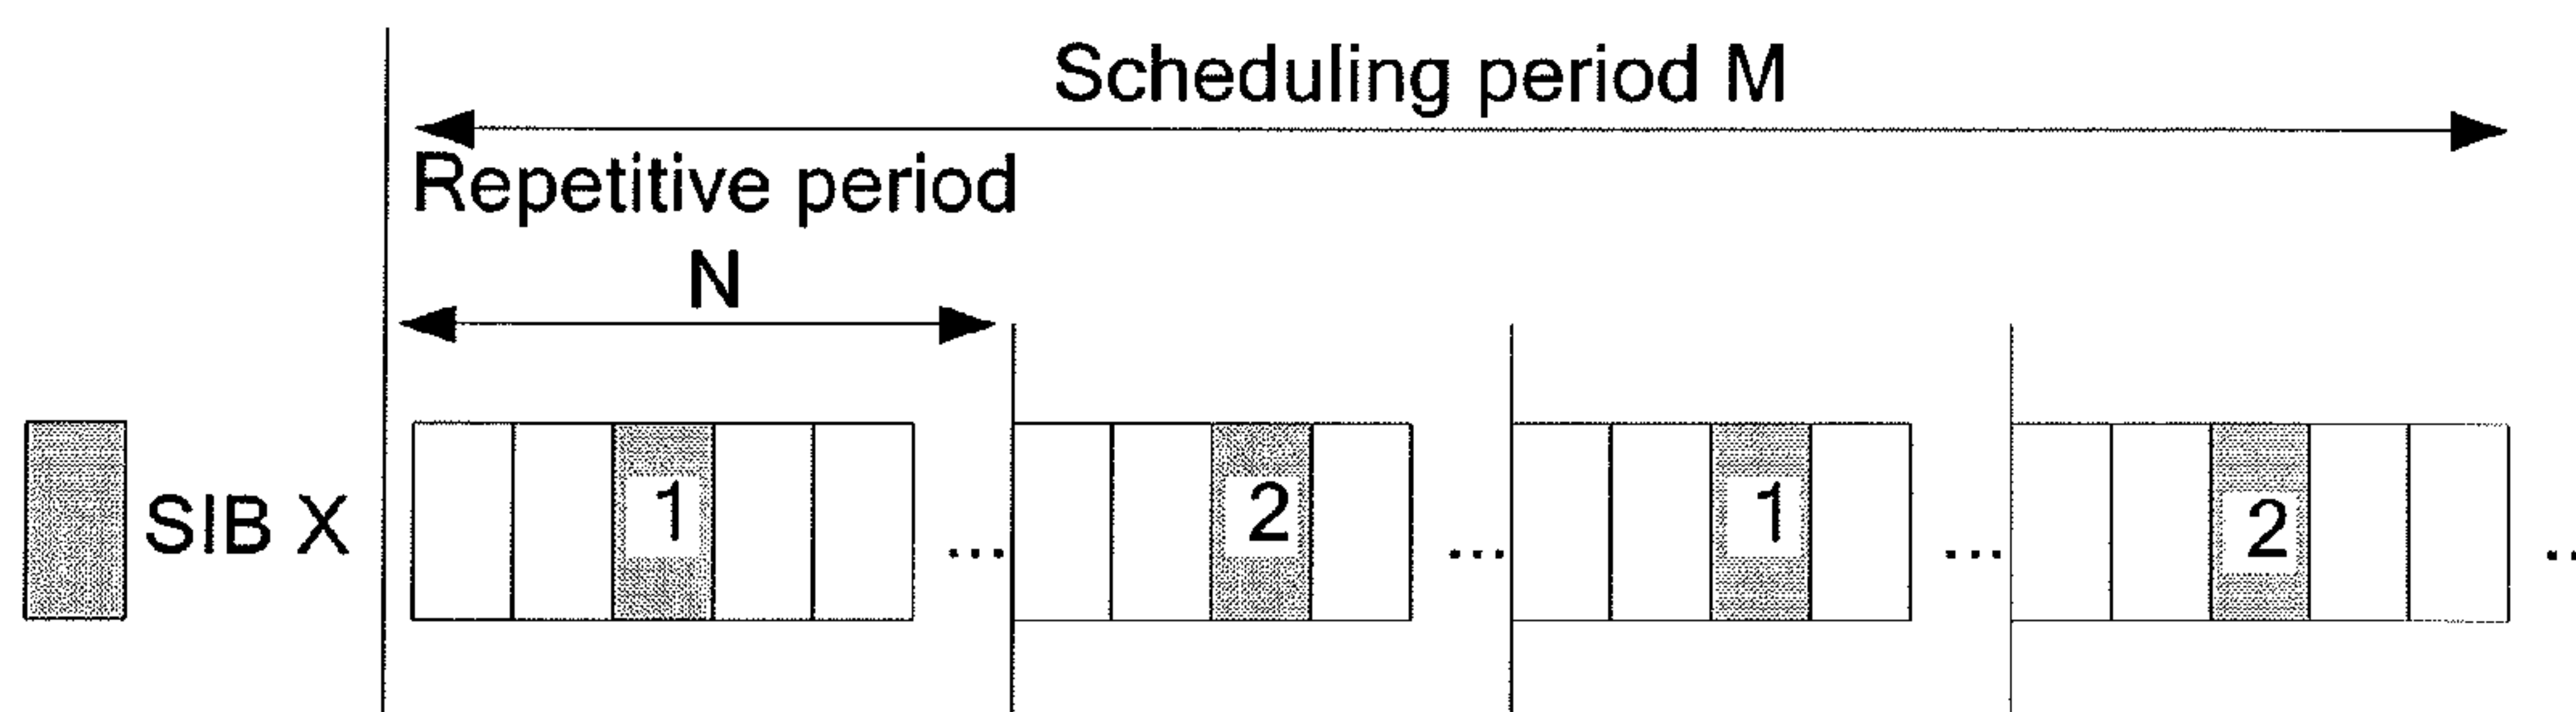 Scheduling period M
Repetitive period
N
SIB X
1
...
2
...
1
...
2
..